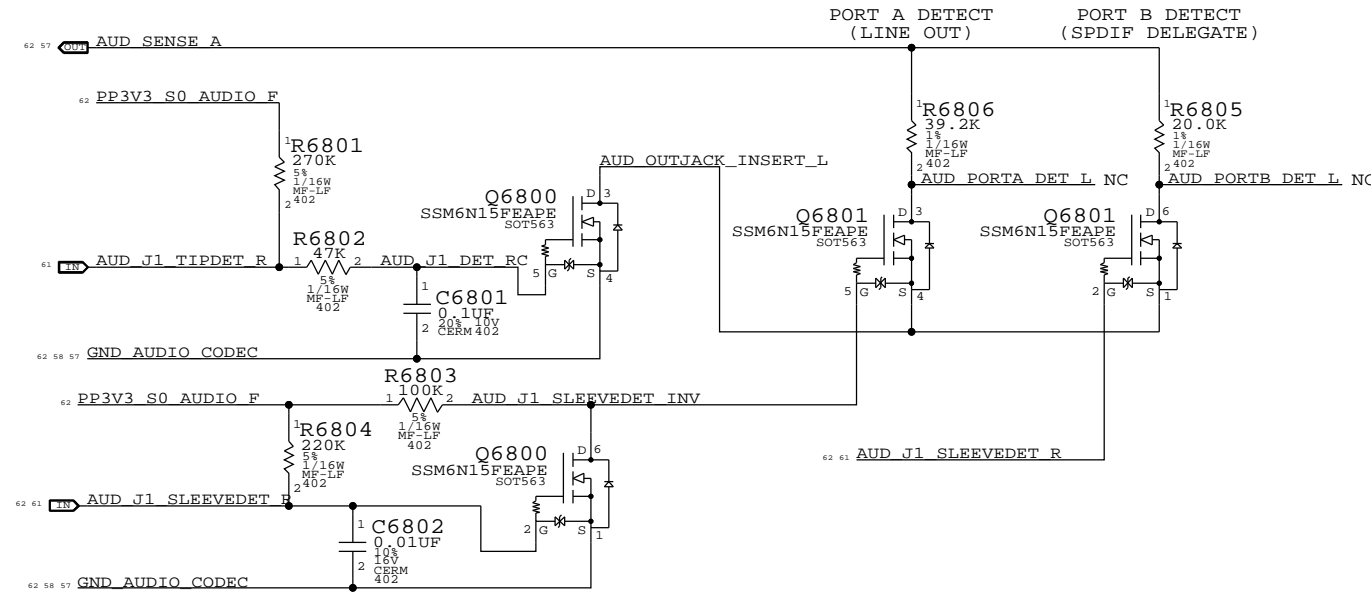 PORT A DETECT
(LINE OUT)
PORT B DETECT
(SPDIF DELEGATE)
62 57 OUT AUD_SENSE_A
62 PP3V3_S0_AUDIO_F
1 R6801
270K
5%
1/16W
MF-LF
402
2
1 R6806
39.2K
1%
1/16W
MF-LF
402
2
1 R6805
20.0K
1%
1/16W
MF-LF
402
2
AUD_OUTJACK_INSERT_L
AUD_PORTA_DET_L NC
AUD_PORTB_DET_L NC
Q6800
SSM6N15FEAPE
SOT563
D 3
5 G S 4
Q6801
SSM6N15FEAPE
SOT563
D 3
5 G S 4
Q6801
SSM6N15FEAPE
SOT563
D 6
2 G S 1
61 IN AUD_J1_TIPDET_R
R6802
47K
1 2
5%
1/16W
MF-LF
402
AUD_J1_DET_RC
1 C6801
0.1UF
20% 10V
2 CERM 402
62 58 57 GND_AUDIO_CODEC
62 PP3V3_S0_AUDIO_F
R6803
100K
1 2
5%
1/16W
MF-LF
402
AUD_J1_SLEEVEDET_INV
1 R6804
220K
5%
1/16W
MF-LF
402
2
Q6800
SSM6N15FEAPE
SOT563
D 6
2 G S 1
62 61 AUD_J1_SLEEVEDET_R
62 61 IN AUD_J1_SLEEVEDET_R
1 C6802
0.01UF
10%
16V
2 CERM
402
62 58 57 GND_AUDIO_CODEC